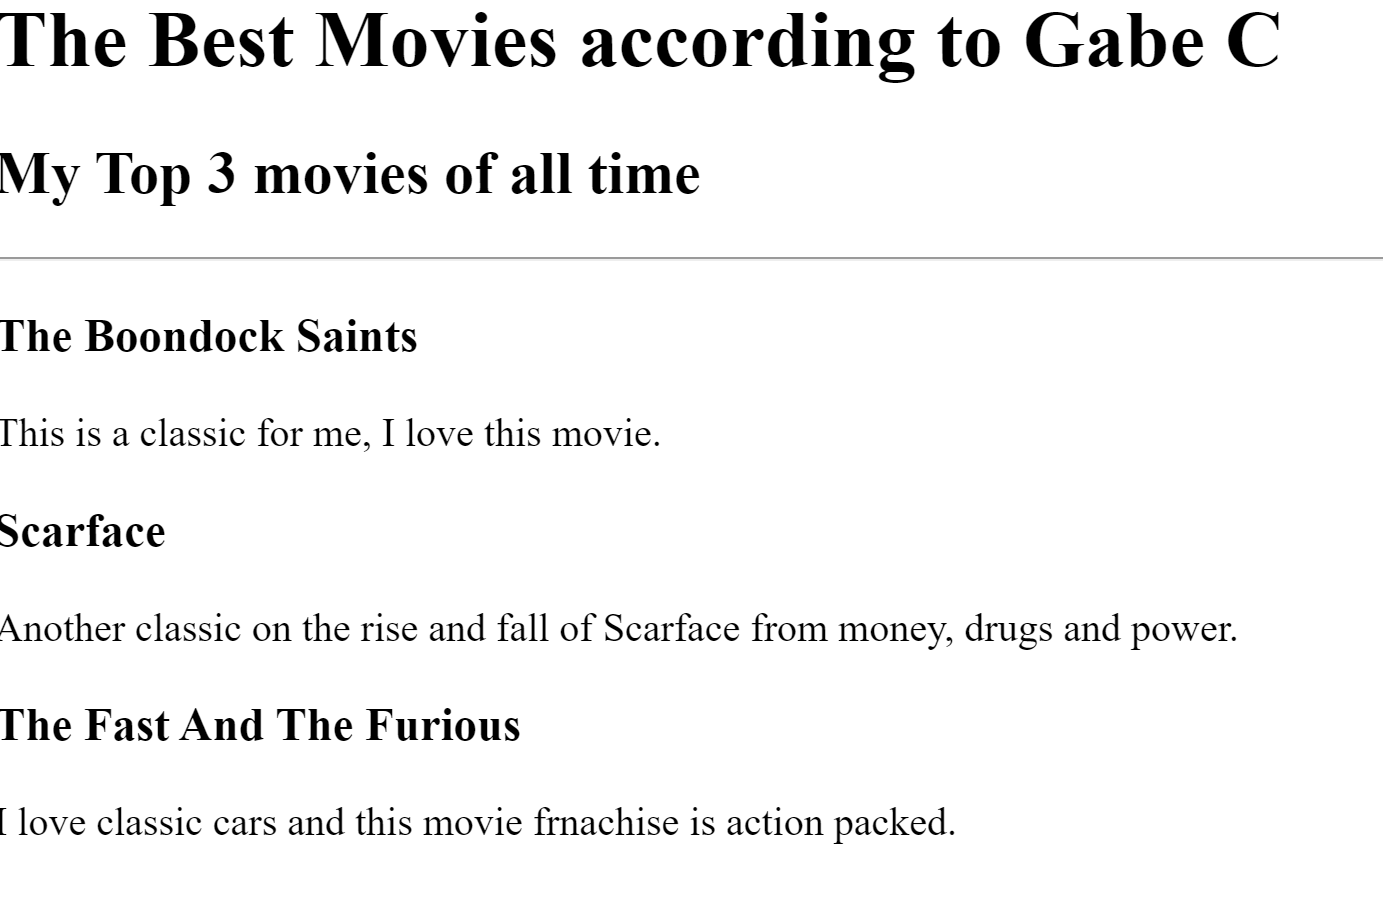 The Best Movies according to Gabe C
My Top 3 movies of all time
The Boondock Saints
This is a classic for me, I love this movie.
Scarface
Another classic on the rise and fall of Scarface from money, drugs and power.
The Fast And The Furious
I love classic cars and this movie frnachise is action packed.